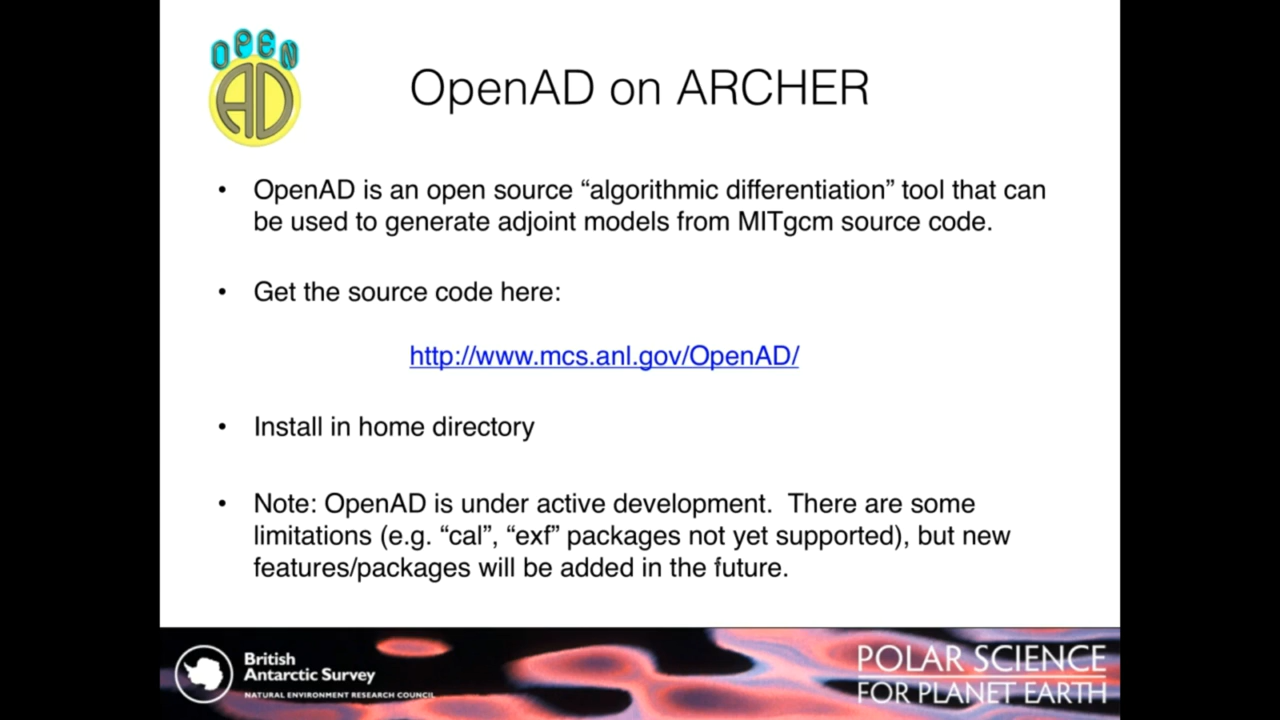 OPEN
AD
OpenAD on ARCHER
• OpenAD is an open source “algorithmic differentiation” tool that can
be used to generate adjoint models from MITgcm source code.
• Get the source code here:
http://www.mcs.anl.gov/OpenAD/
• Install in home directory
• Note: OpenAD is under active development.  There are some
limitations (e.g. “cal”, “exf” packages not yet supported), but new
features/packages will be added in the future.
British
Antarctic Survey
NATURAL ENVIRONMENT RESEARCH COUNCIL
POLAR SCIENCE
FOR PLANET EARTH